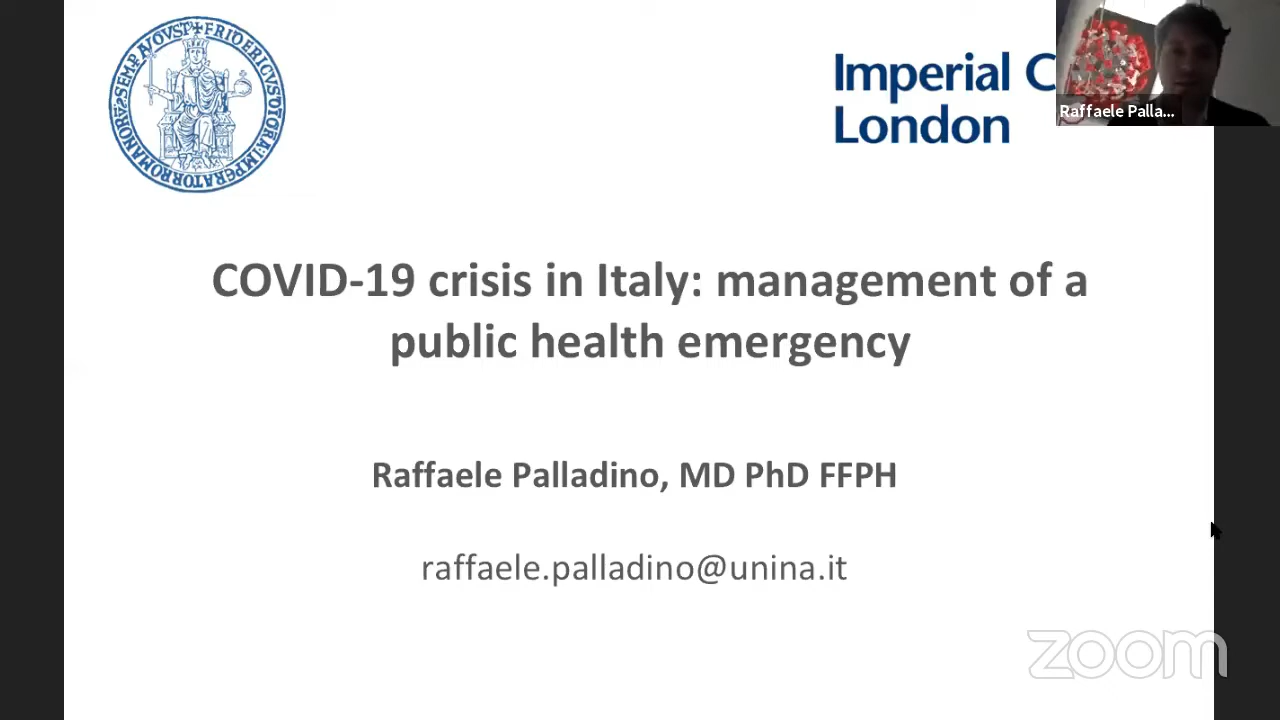 Imperial C
London
Raffaele Palla...
COVID-19 crisis in Italy: management of a
public health emergency
Raffaele Palladino, MD PhD FFPH
raffaele.palladino@unina.it
zoom